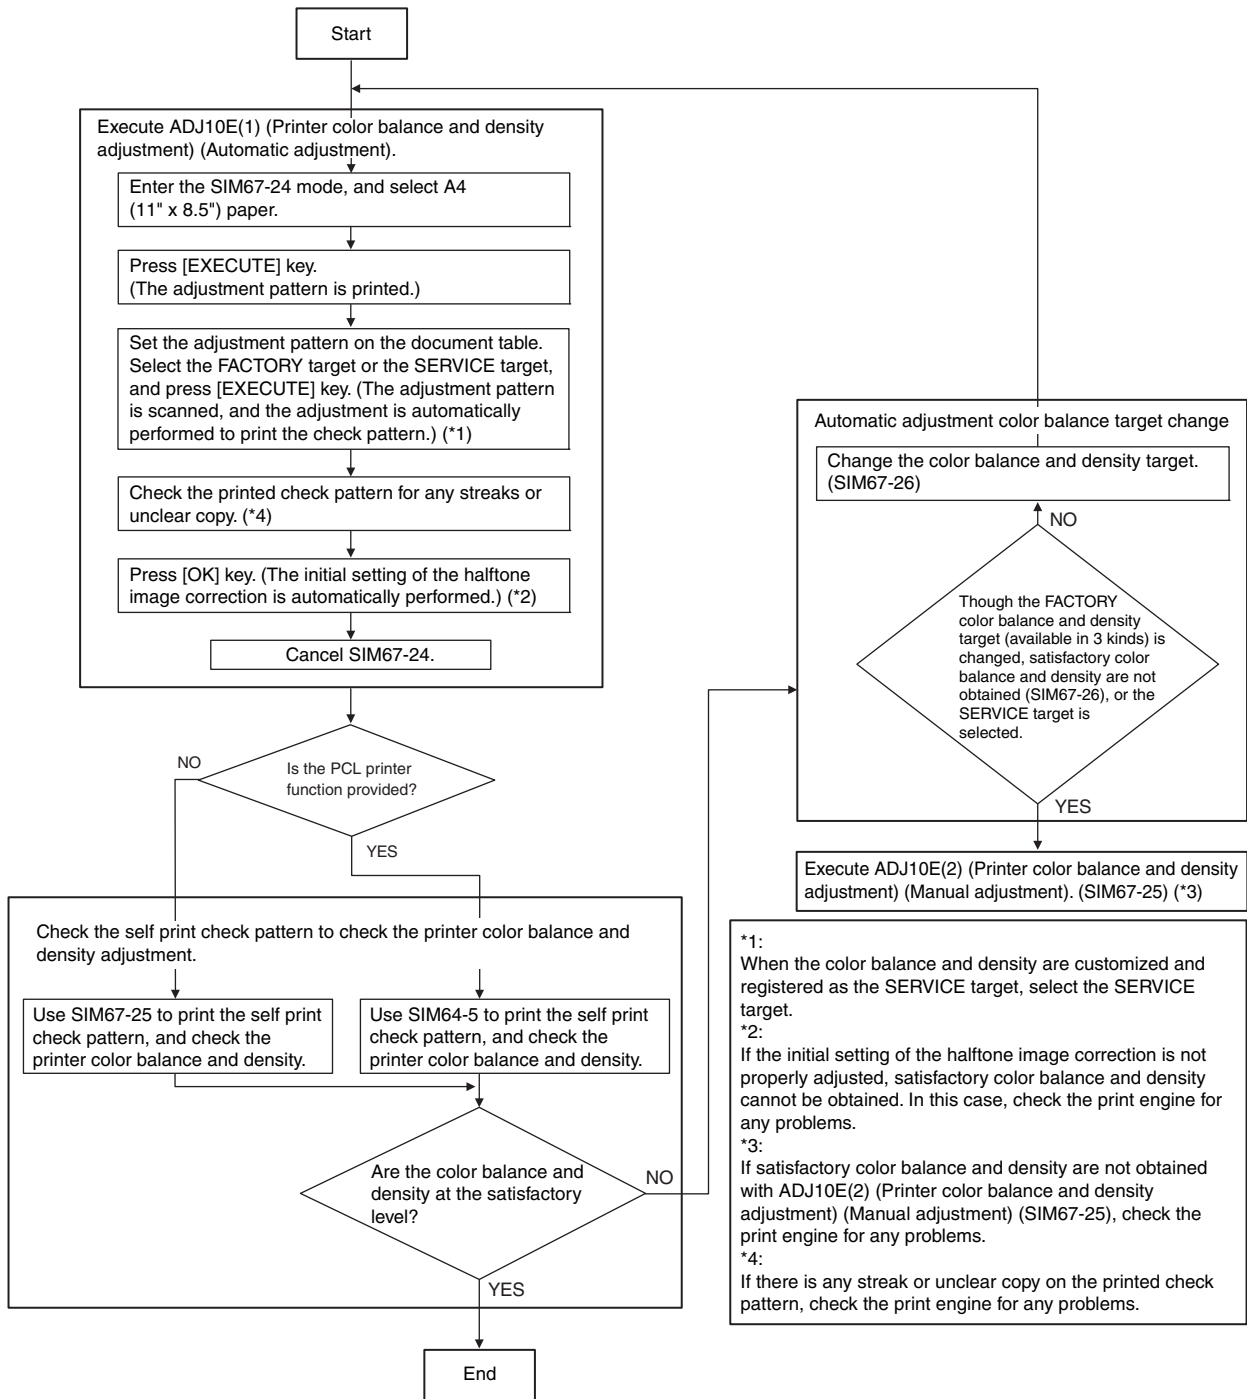 Start
Execute ADJ10E(1) (Printer color balance and density
adjustment) (Automatic adjustment).
Enter the SIM67-24 mode, and select A4
(11" x 8.5") paper.
Press [EXECUTE] key.
(The adjustment pattern is printed.)
Set the adjustment pattern on the document table.
Select the FACTORY target or the SERVICE target,
and press [EXECUTE] key. (The adjustment pattern
is scanned, and the adjustment is automatically
performed to print the check pattern.) (*1)
Check the printed check pattern for any streaks or
unclear copy. (*4)
Press [OK] key. (The initial setting of the halftone
image correction is automatically performed.) (*2)
Cancel SIM67-24.
Is the PCL printer
function provided?
NO
YES
Check the self print check pattern to check the printer color balance and
density adjustment.
Use SIM67-25 to print the self print
check pattern, and check the
printer color balance and density.
Use SIM64-5 to print the self print
check pattern, and check the
printer color balance and density.
Are the color balance and
density at the satisfactory
level?
NO
YES
End
Automatic adjustment color balance target change
Change the color balance and density target.
(SIM67-26)
NO
Though the FACTORY
color balance and density
target (available in 3 kinds) is
changed, satisfactory color
balance and density are not
obtained (SIM67-26), or the
SERVICE target is
selected.
YES
Execute ADJ10E(2) (Printer color balance and density
adjustment) (Manual adjustment). (SIM67-25) (*3)
*1:
When the color balance and density are customized and
registered as the SERVICE target, select the SERVICE
target.
*2:
If the initial setting of the halftone image correction is not
properly adjusted, satisfactory color balance and density
cannot be obtained. In this case, check the print engine for
any problems.
*3:
If satisfactory color balance and density are not obtained
with ADJ10E(2) (Printer color balance and density
adjustment) (Manual adjustment) (SIM67-25), check the
print engine for any problems.
*4:
If there is any streak or unclear copy on the printed check
pattern, check the print engine for any problems.